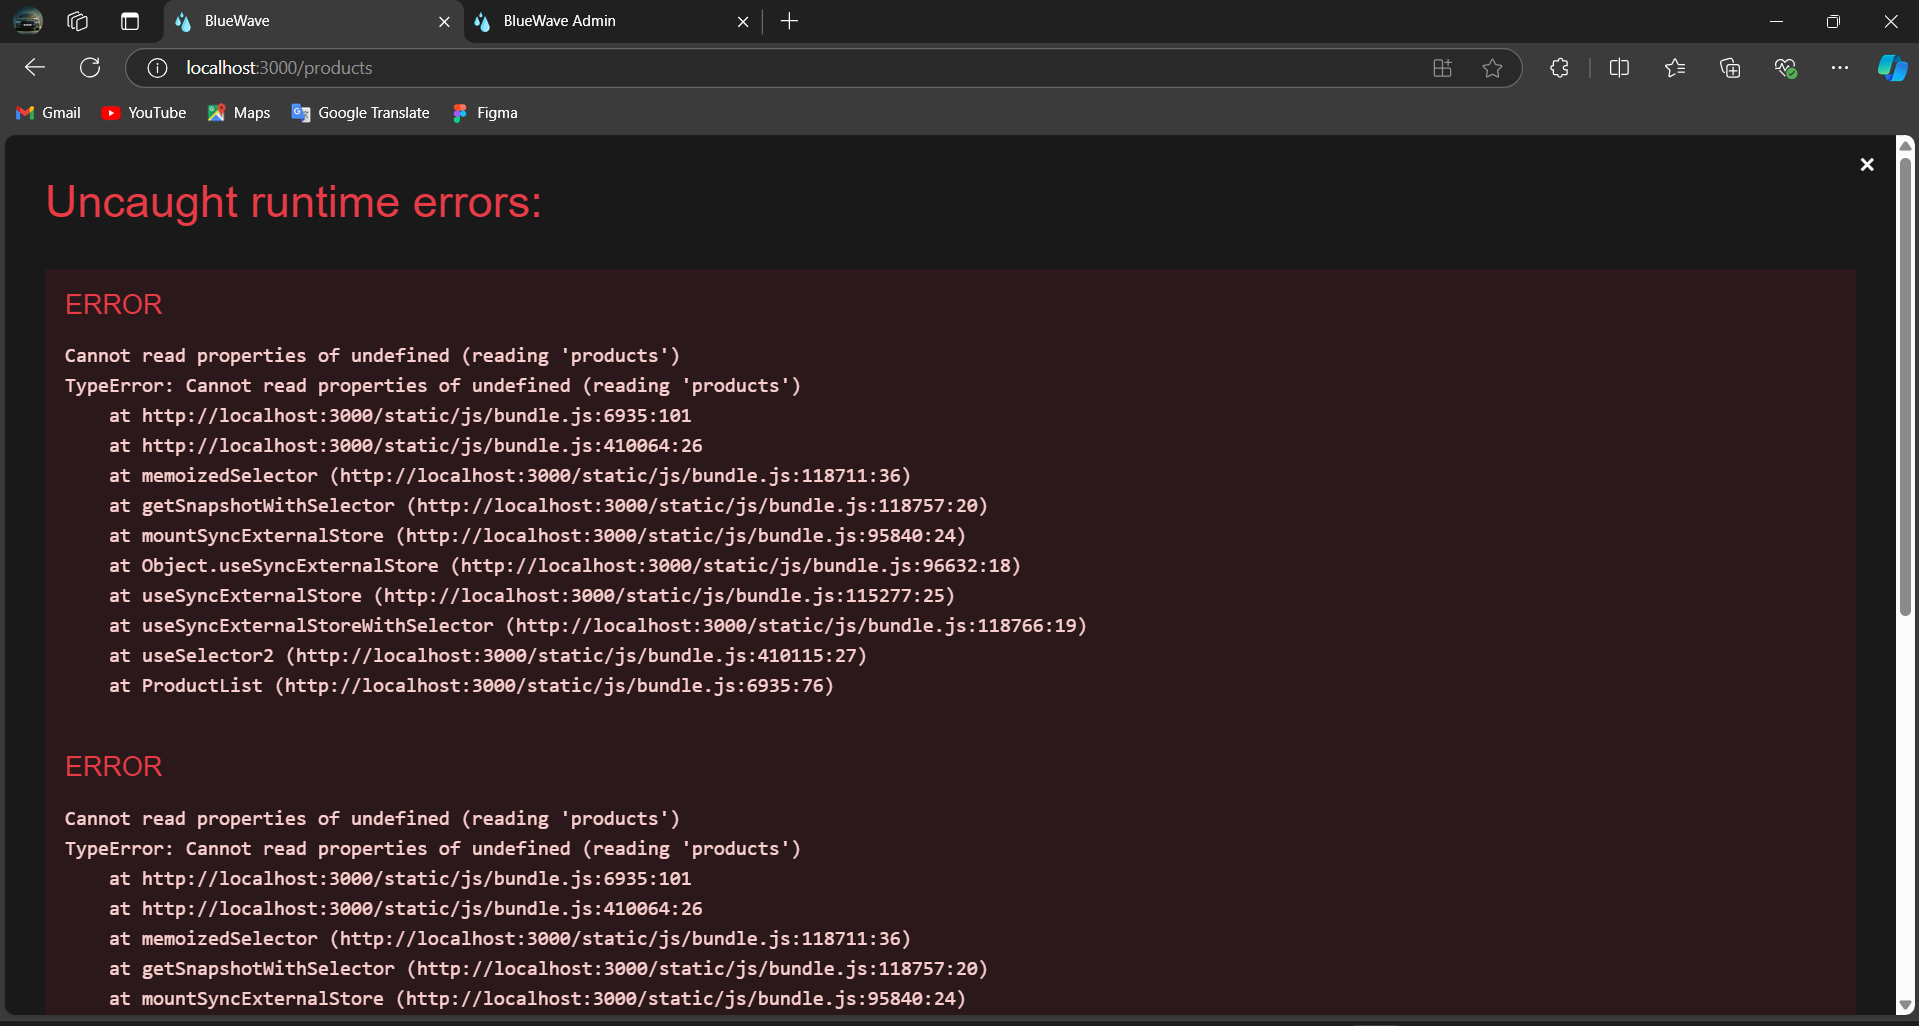 BlueWave
BlueWave Admin
localhost:3000/products
Gmail
YouTube
Maps
Google Translate
Figma
Uncaught runtime errors:
ERROR
Cannot read properties of undefined (reading 'products')
TypeError: Cannot read properties of undefined (reading 'products')
at http://localhost:3000/static/js/bundle.js:6935:101
at http://localhost:3000/static/js/bundle.js:410064:26
at memoizedSelector (http://localhost:3000/static/js/bundle.js:118711:36)
at getSnapshotWithSelector (http://localhost:3000/static/js/bundle.js:118757:20)
at mountSyncExternalStore (http://localhost:3000/static/js/bundle.js:95840:24)
at Object.useSyncExternalStore (http://localhost:3000/static/js/bundle.js:96632:18)
at useSyncExternalStore (http://localhost:3000/static/js/bundle.js:115277:25)
at useSyncExternalStoreWithSelector (http://localhost:3000/static/js/bundle.js:118766:19)
at useSelector2 (http://localhost:3000/static/js/bundle.js:410115:27)
at ProductList (http://localhost:3000/static/js/bundle.js:6935:76)
ERROR
Cannot read properties of undefined (reading 'products')
TypeError: Cannot read properties of undefined (reading 'products')
at http://localhost:3000/static/js/bundle.js:6935:101
at http://localhost:3000/static/js/bundle.js:410064:26
at memoizedSelector (http://localhost:3000/static/js/bundle.js:118711:36)
at getSnapshotWithSelector (http://localhost:3000/static/js/bundle.js:118757:20)
at mountSyncExternalStore (http://localhost:3000/static/js/bundle.js:95840:24)